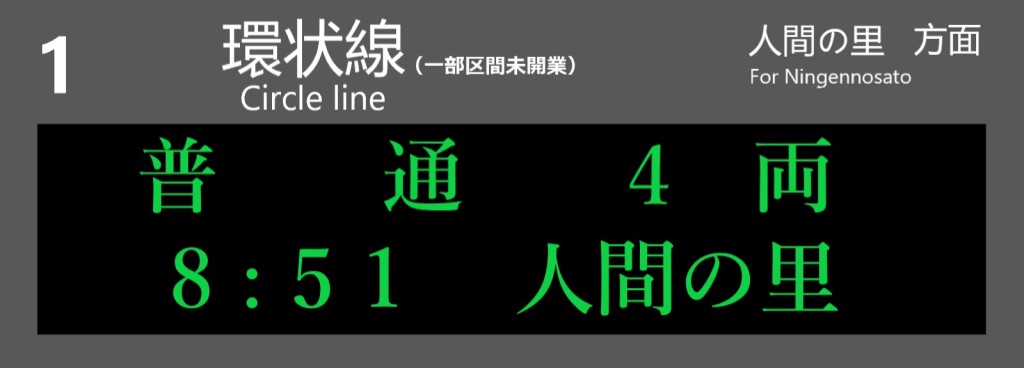 1
環状線（一部区間未開業）
Circle line
人間の里　方面
For Ningennosato
普　通　4両
8:51　人間の里